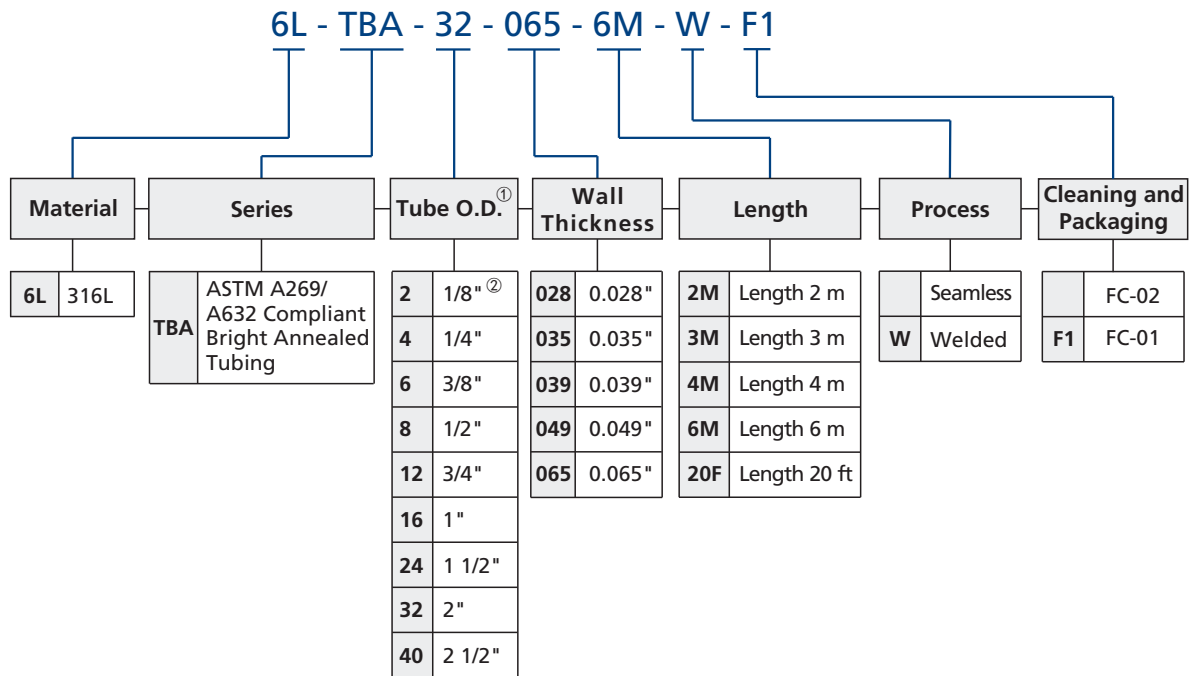 6L - TBA - 32 - 065 - 6M - W - F1
Material
Series
Tube O.D.①
Wall
Thickness
Length
Process
Cleaning and
Packaging
6L 316L
TBA
ASTM A269/
A632 Compliant
Bright Annealed
Tubing
2 1/8" ②
4 1/4"
6 3/8"
8 1/2"
12 3/4"
16 1"
24 1 1/2"
32 2"
40 2 1/2"
028 0.028"
035 0.035"
039 0.039"
049 0.049"
065 0.065"
2M Length 2 m
3M Length 3 m
4M Length 4 m
6M Length 6 m
20F Length 20 ft
Seamless
W Welded
FC-02
F1 FC-01